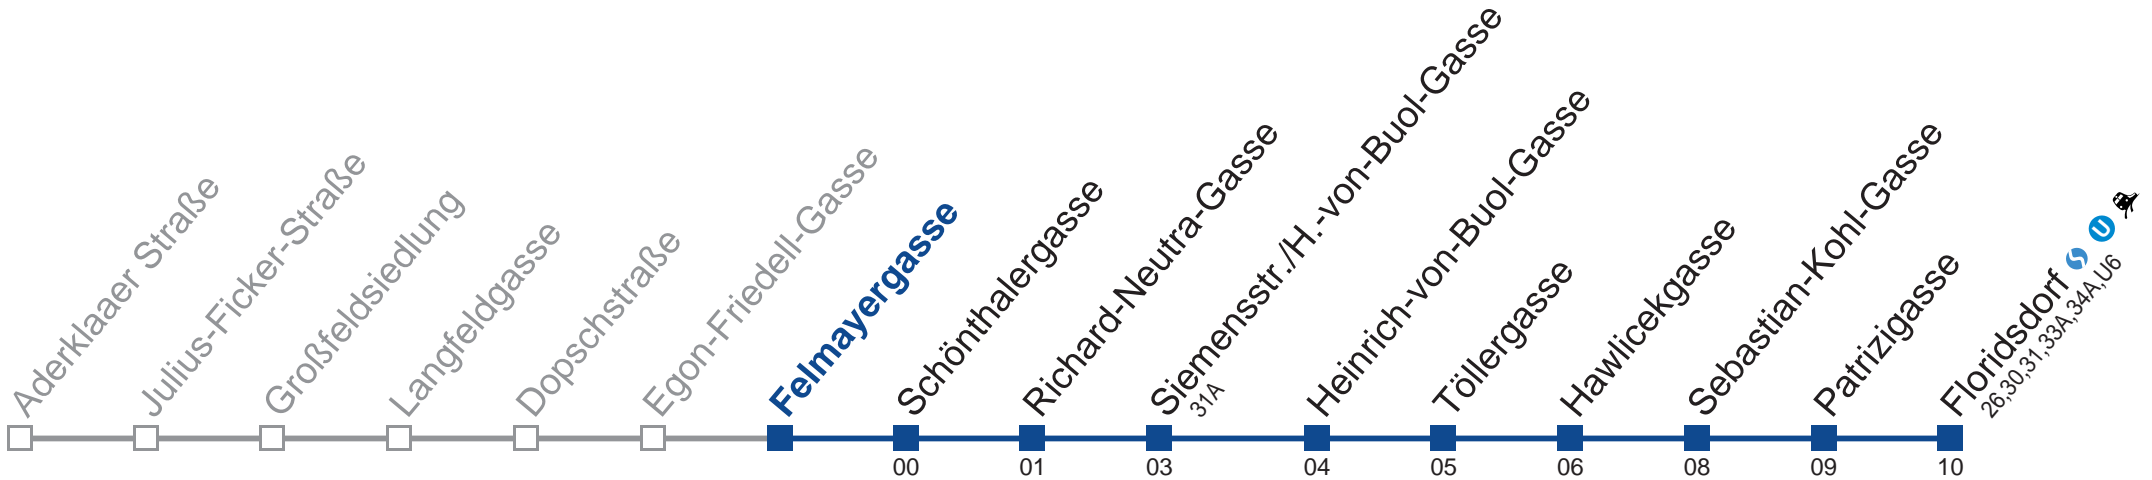 Aderklaaer Straße
Julius-Ficker-Straße
Großfeldsiedlung
Langfeldgasse
Dopschstraße
Egon-Friedell-Gasse
Felmayergasse
Schönthalergasse
Richard-Neutra-Gasse
Siemensstr./H.-von-Buol-Gasse
31A
Heinrich-von-Buol-Gasse
Töllergasse
Hawlicekgasse
Sebastian-Kohl-Gasse
Patrizigasse
Floridsdorf S U
26,30,31,33A,34A,U6
00 01 03 04 05 06 08 09 10